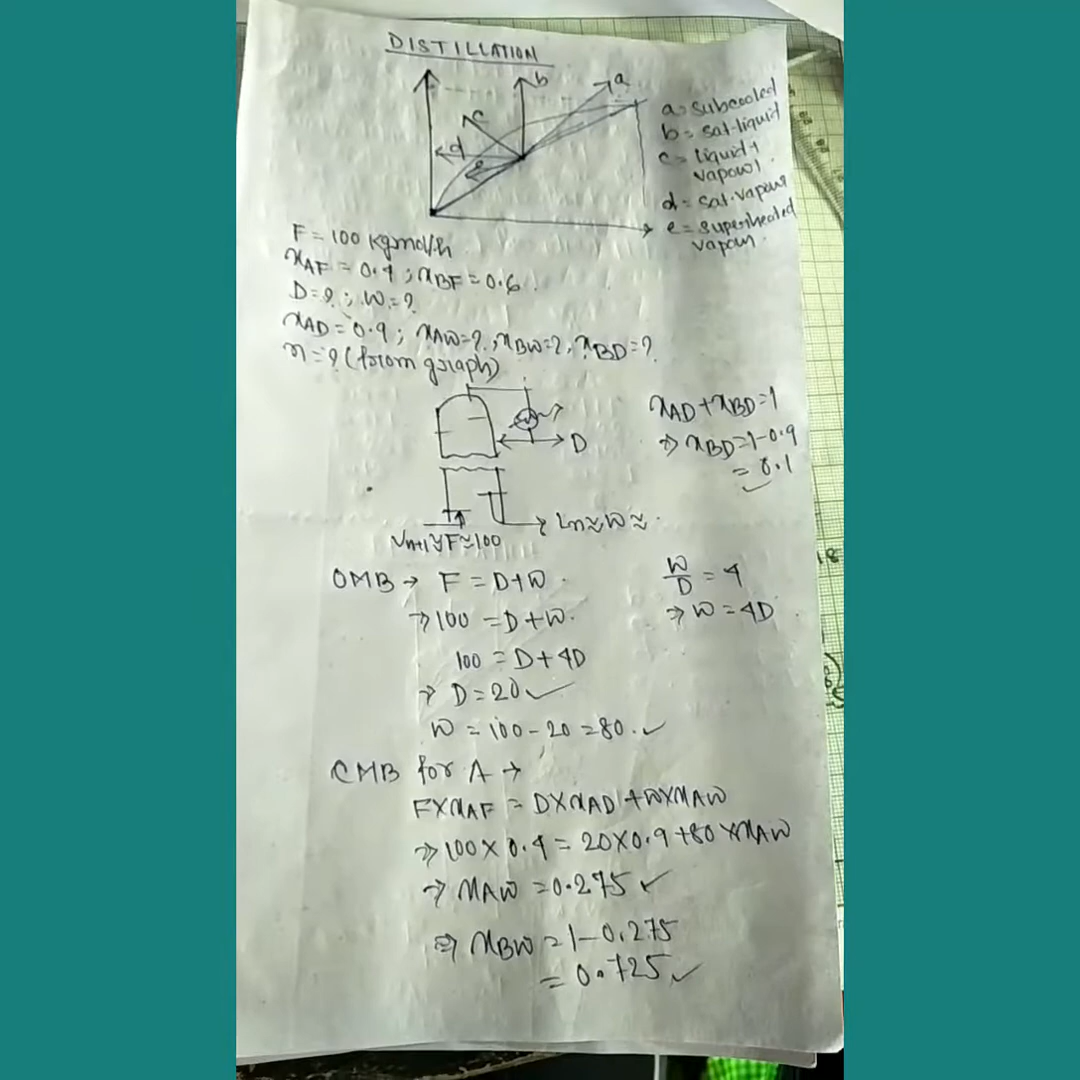 DISTILLATION
b
a
c
d
e
a = subcooled
b = sat-liquid
c = liquid +
vapour
d = sat. vapour
e = superheated
vapour.
F = 100 kgmol/h
xAF = 0.4 ; xBF = 0.6.
D = ? ; W = ?
xAD = 0.9 ; xAW = ?, xBW = ?, xBD = ?
n = ? (from graph)
D
xAD + xBD = 1
⇒ xBD = 1 - 0.9
= 0.1
Ln ≈ W ≈
Vn+1 ≈ F ≈ 100
OMB → F = D + W
⇒ 100 = D + W.
100 = D + 4D
⇒ D = 20 ✓
W = 100 - 20 = 80. ✓
W/D = 4
⇒ W = 4D
CMB for A →
F × xAF = D × xAD + W × xAW
⇒ 100 × 0.4 = 20 × 0.9 + 80 × xAW
⇒ xAW = 0.275 ✓
⇒ xBW = 1 - 0.275
= 0.725 ✓
18